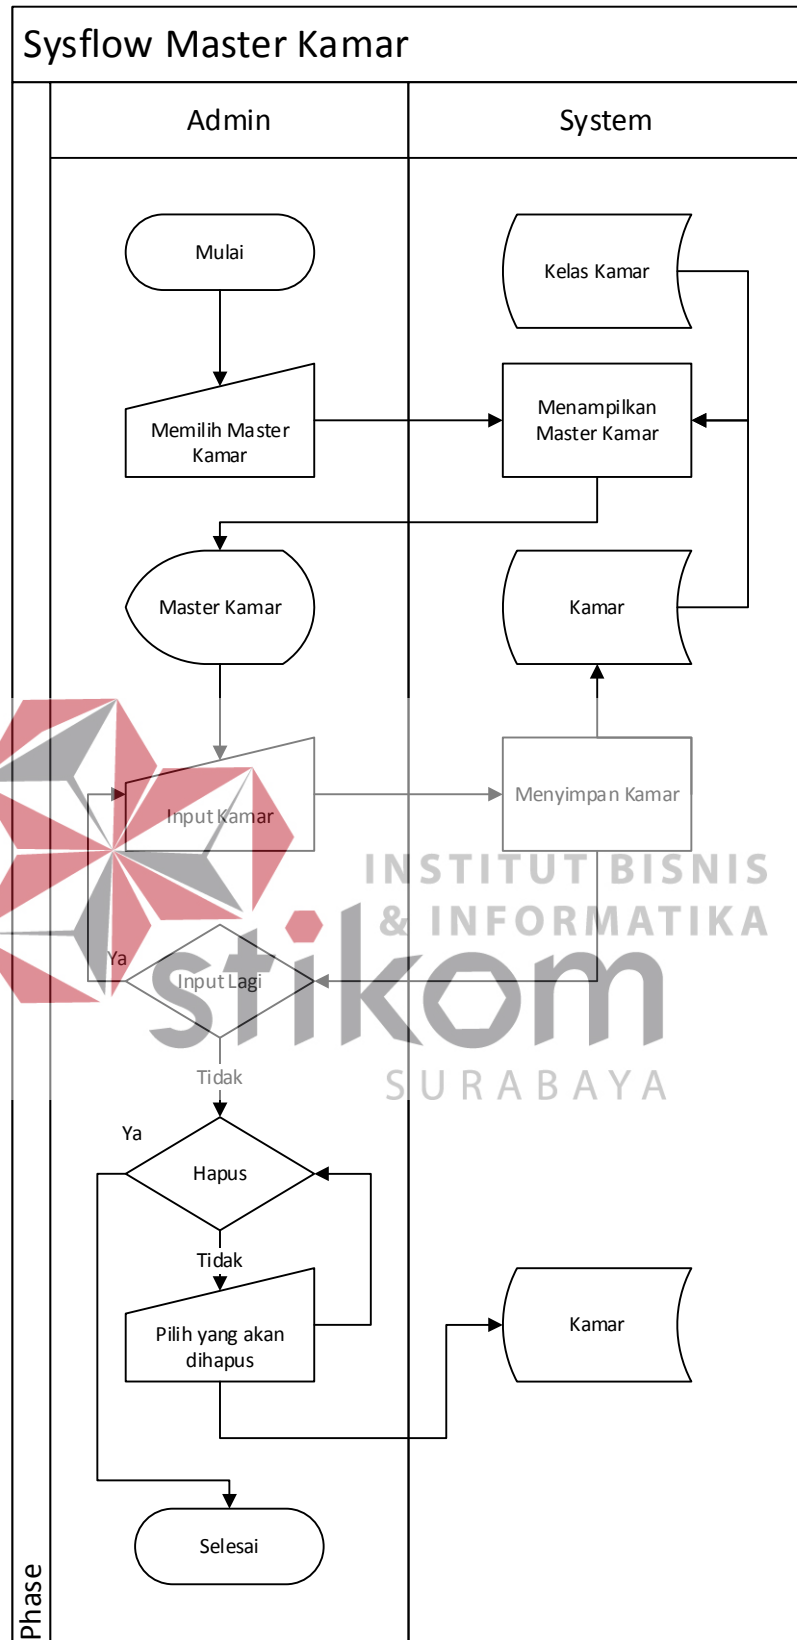 Sysflow Master Kamar
Admin
System
Mulai
Kelas Kamar
Memilih Master
Kamar
Menampilkan
Master Kamar
Master Kamar
Kamar
Input Kamar
Menyimpan Kamar
INSTITUT BISNIS
& INFORMATIKA
Ya
Input Lagi
stikom
Tidak
SURABAYA
Ya
Hapus
Tidak
Pilih yang akan
dihapus
Kamar
Selesai
Phase